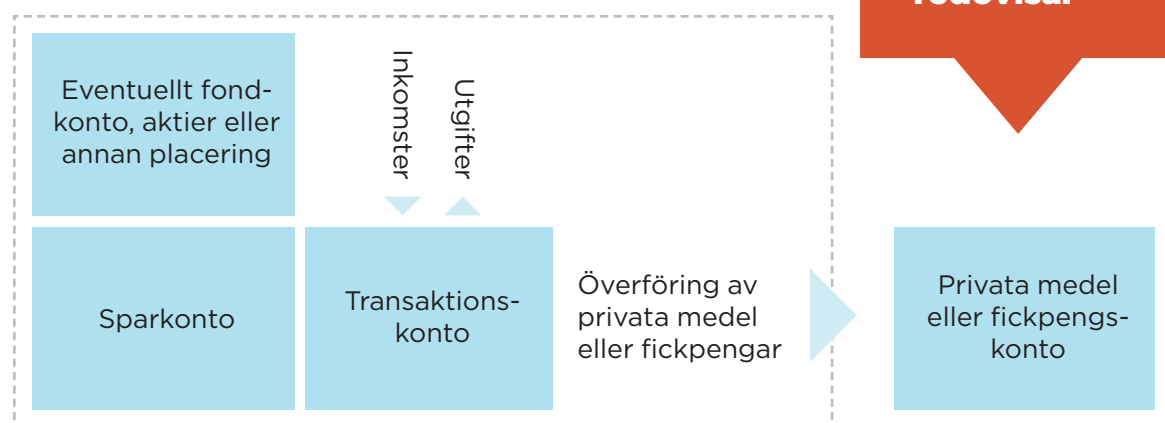 Eventuellt fond-
konto, aktier eller
annan placering
Inkomster
Utgifter
Sparkonto
Transaktions-
konto
Överföring av
privata medel
eller fickpengar
Privata medel
eller fickpengs-
konto